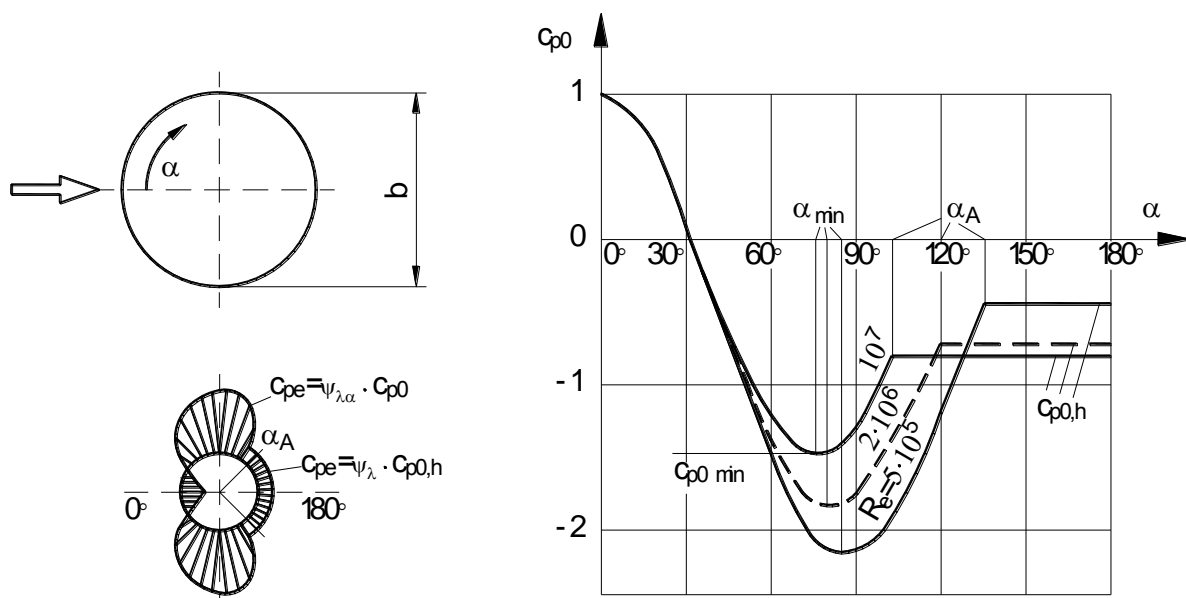 α
b
cpe=ψλα · cp0
αA
cpe=ψλ · cp0,h
0° 180°
cp0
1
αmin αA α
0
0° 30° 60° 90° 120° 150° 180°
-1
10⁷
2·10⁶
Re=5·10⁵
cp0,h
cp0 min
-2